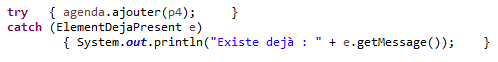 try   { agenda.ajouter(p4);     }
catch (ElementDejaPresent e)
        { System.out.println("Existe dejà : " + e.getMessage());    }